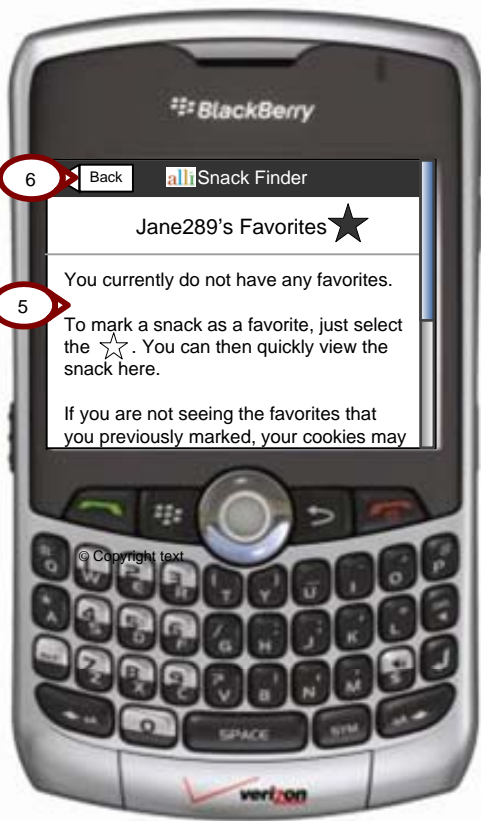 BlackBerry
6
Back
alli Snack Finder
Jane289's Favorites
5
You currently do not have any favorites.
To mark a snack as a favorite, just select
the ☆. You can then quickly view the
snack here.
If you are not seeing the favorites that
you previously marked, your cookies may
© Copyright text
Q W E R T Y U I O P
A S D F G H J K L
Z X C V B N M
SPACE SYM
verizon